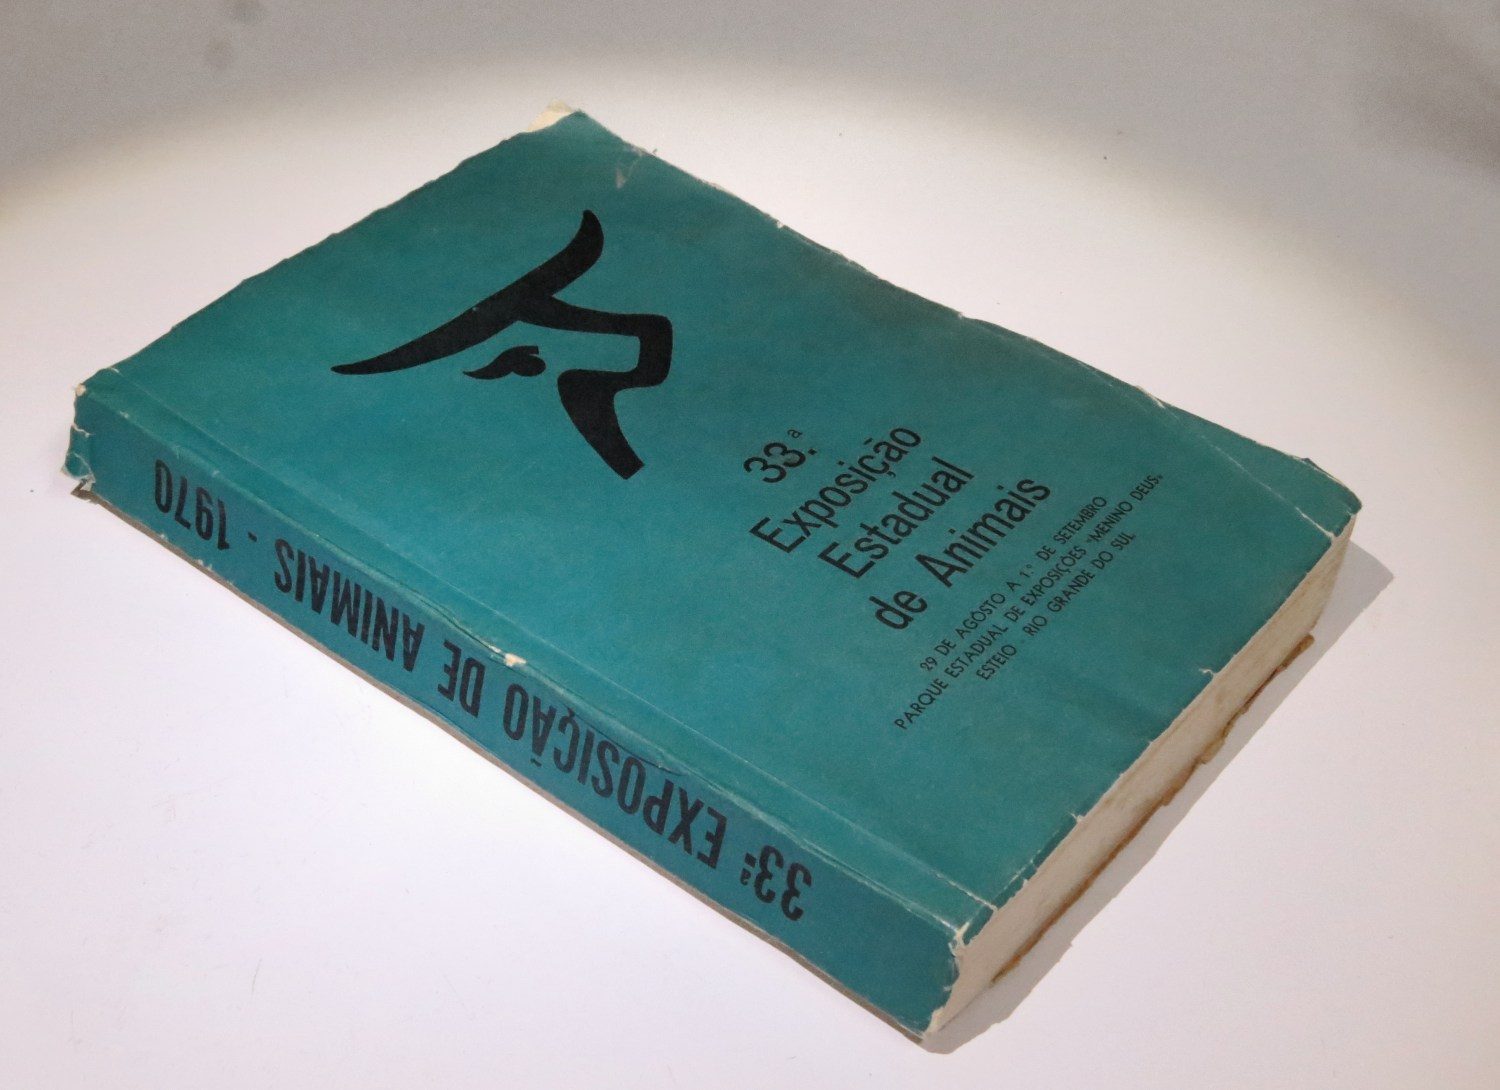 33.ª
Exposição
Estadual
de Animais
29 DE AGÔSTO A 1.º DE SETEMBRO
PARQUE ESTADUAL DE EXPOSIÇÕES "MENINO DEUS"
ESTEIO - RIO GRANDE DO SUL
33.ª EXPOSIÇÃO DE ANIMAIS - 1970